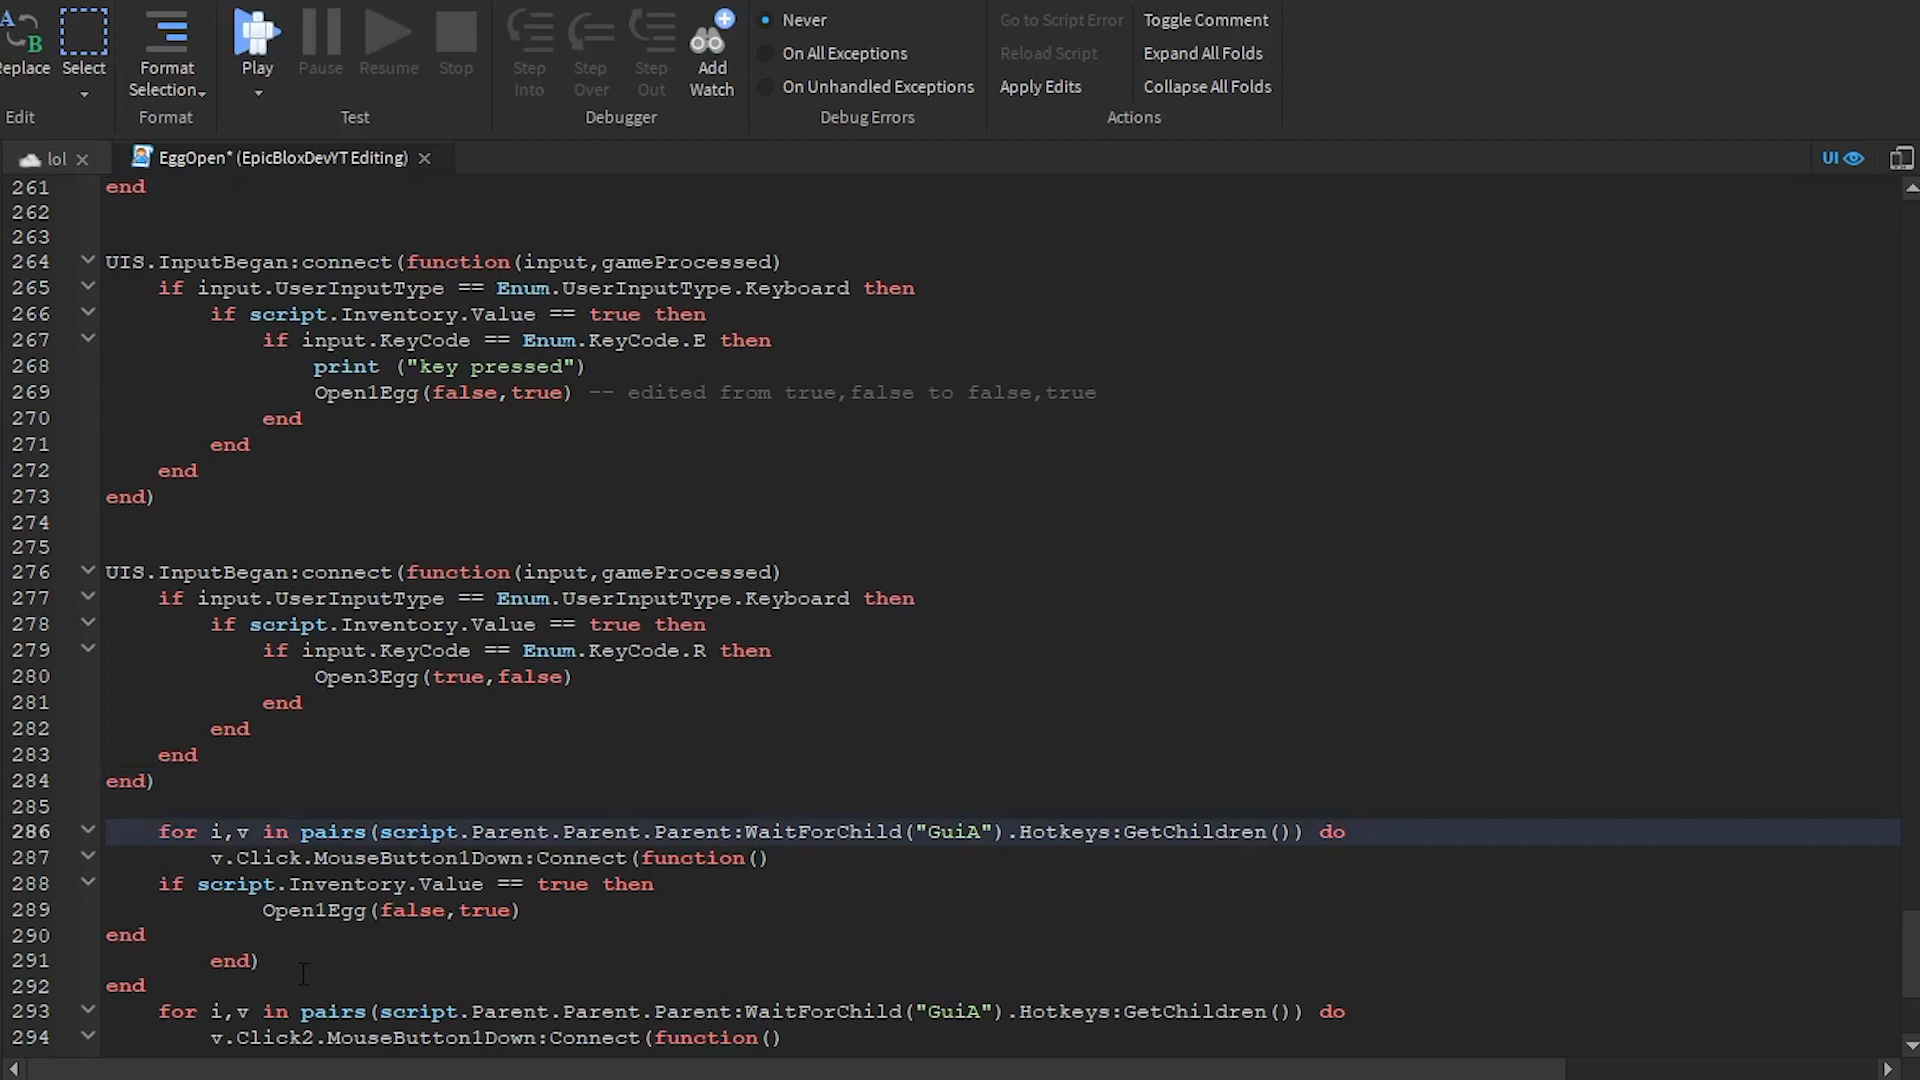 A
B
Replace
Select
Edit
Format
Selection
Format
Play
Pause
Resume
Stop
Test
Step
Into
Step
Over
Step
Out
Add
Watch
Debugger
Never
On All Exceptions
On Unhandled Exceptions
Debug Errors
Go to Script Error
Reload Script
Apply Edits
Toggle Comment
Expand All Folds
Collapse All Folds
Actions
lol
EggOpen* (EpicBloxDevYT Editing)
UI
261 end
262
263
264 UIS.InputBegan:connect(function(input,gameProcessed)
265 if input.UserInputType == Enum.UserInputType.Keyboard then
266 if script.Inventory.Value == true then
267 if input.KeyCode == Enum.KeyCode.E then
268 print ("key pressed")
269 Open1Egg(false,true) -- edited from true,false to false,true
270 end
271 end
272 end
273 end)
274
275
276 UIS.InputBegan:connect(function(input,gameProcessed)
277 if input.UserInputType == Enum.UserInputType.Keyboard then
278 if script.Inventory.Value == true then
279 if input.KeyCode == Enum.KeyCode.R then
280 Open3Egg(true,false)
281 end
282 end
283 end
284 end)
285
286 for i,v in pairs(script.Parent.Parent.Parent:WaitForChild("GuiA").Hotkeys:GetChildren()) do
287 v.Click.MouseButton1Down:Connect(function()
288 if script.Inventory.Value == true then
289 Open1Egg(false,true)
290 end
291 end)
292 end
293 for i,v in pairs(script.Parent.Parent.Parent:WaitForChild("GuiA").Hotkeys:GetChildren()) do
294 v.Click2.MouseButton1Down:Connect(function()